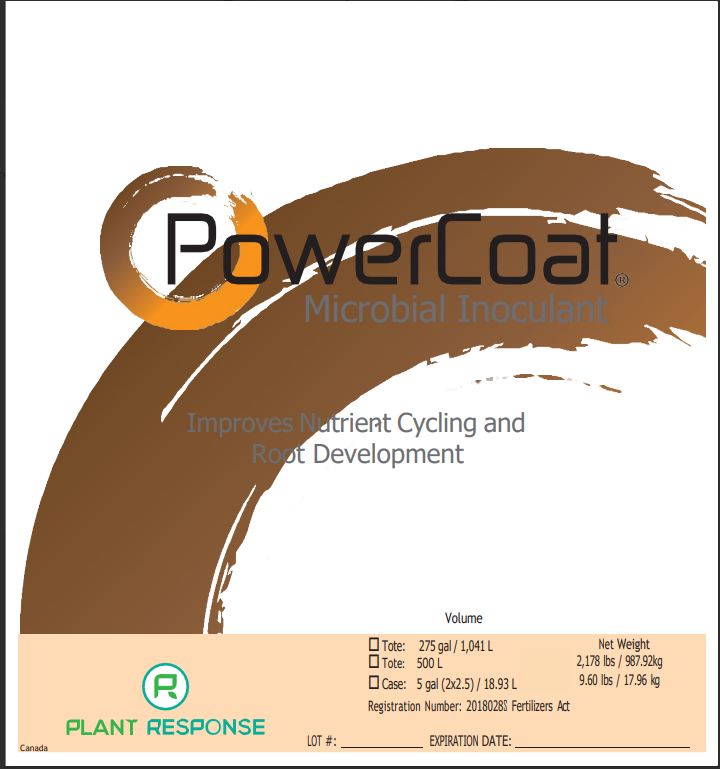 PowerCoat®
Microbial Inoculant
Improves Nutrient Cycling and
Root Development
Volume
Tote: 275 gal / 1,041 L
Net Weight
Tote: 500 L
2,178 lbs / 987.92kg
Case: 5 gal (2x2.5) / 18.93 L
9.60 lbs / 17.96 kg
Registration Number: Fertilizers Act
PLANT RESPONSE
LOT #: EXPIRATION DATE:
Canada